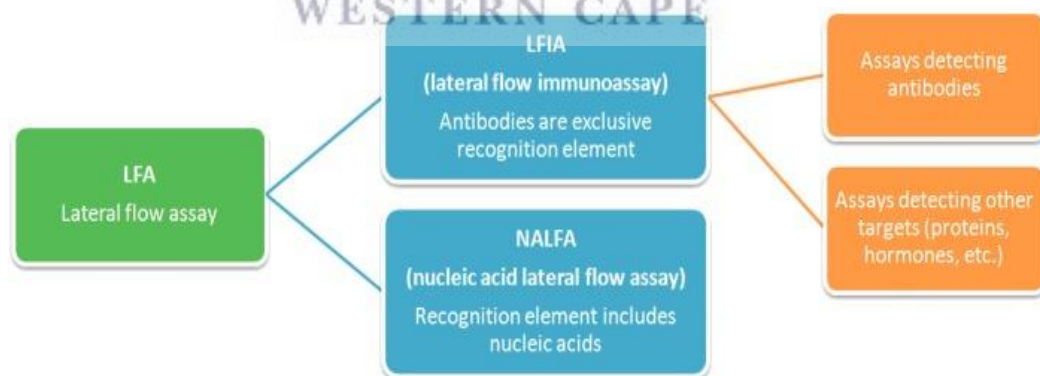 WESTERN CAPE
LFA
Lateral flow assay
LFIA
(lateral flow immunoassay)
Antibodies are exclusive
recognition element
NALFA
(nucleic acid lateral flow assay)
Recognition element includes
nucleic acids
Assays detecting
antibodies
Assays detecting other
targets (proteins,
hormones, etc.)